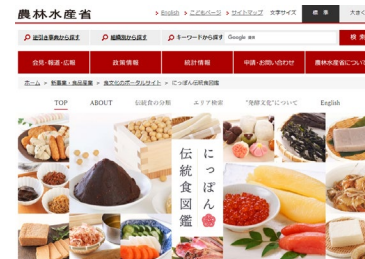 農林水産省
English こどもページ サイトマップ 文字サイズ 標準 大きく
逆引き事典から探す 組織別から探す キーワードから探す Google 検索
会見・報道・広報 政策情報 統計情報 申請・お問い合わせ 農林水産省につい
ホーム > 新事業・食品産業 > 食文化のポータルサイト > にっぽん伝統食図鑑
TOP ABOUT 伝統食の分類 エリア検索 "発酵文化"について English
にっぽん
伝統食図鑑